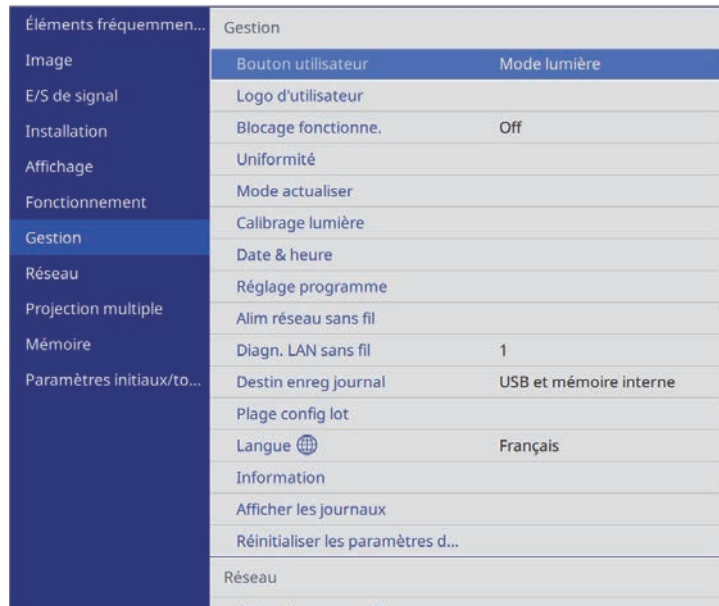 Éléments fréquemmen...
Image
E/S de signal
Installation
Affichage
Fonctionnement
Gestion
Réseau
Projection multiple
Mémoire
Paramètres initiaux/to...
Gestion
Bouton utilisateur Mode lumière
Logo d'utilisateur
Blocage fonctionne. Off
Uniformité
Mode actualiser
Calibrage lumière
Date & heure
Réglage programme
Alim réseau sans fil
Diagn. LAN sans fil 1
Destin enreg journal USB et mémoire interne
Plage config lot
Langue Français
Information
Afficher les journaux
Réinitialiser les paramètres d...
Réseau